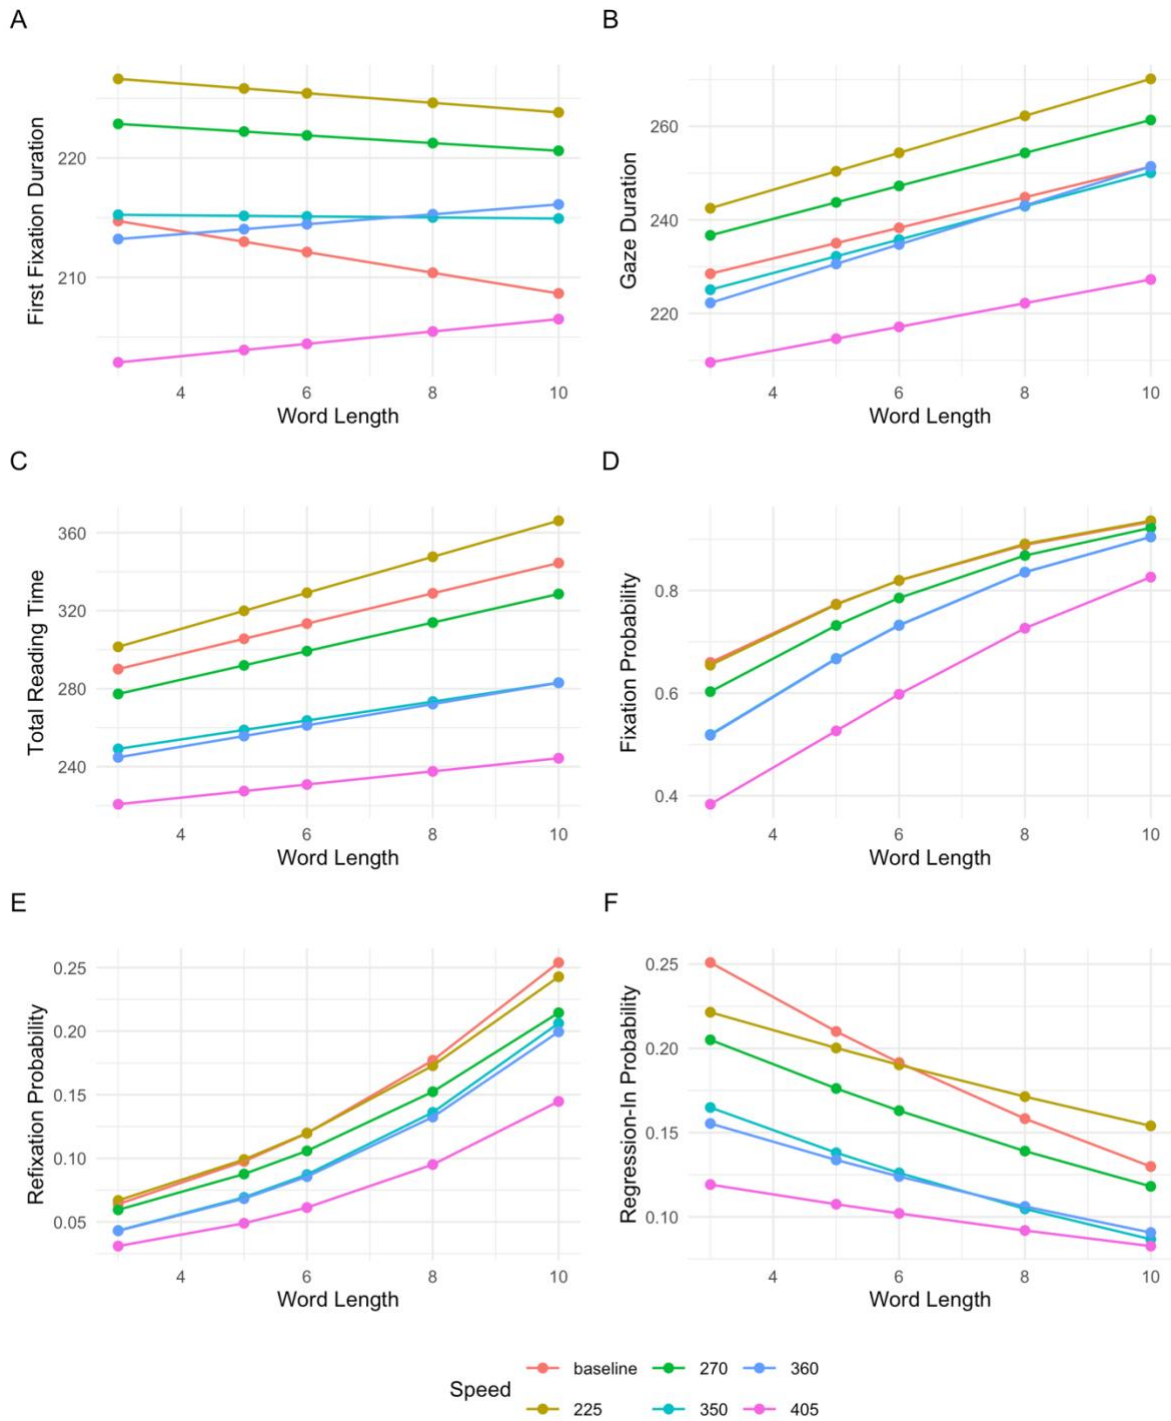 A
B
First Fixation Duration
220
210
4 6 8 10
Word Length
Gaze Duration
260
240
220
4 6 8 10
Word Length
C
D
Total Reading Time
360
320
280
240
4 6 8 10
Word Length
Fixation Probability
0.8
0.6
0.4
4 6 8 10
Word Length
E
F
Refixation Probability
0.25
0.20
0.15
0.10
0.05
4 6 8 10
Word Length
Regression-In Probability
0.25
0.20
0.15
0.10
4 6 8 10
Word Length
Speed
baseline 270 360
225 350 405